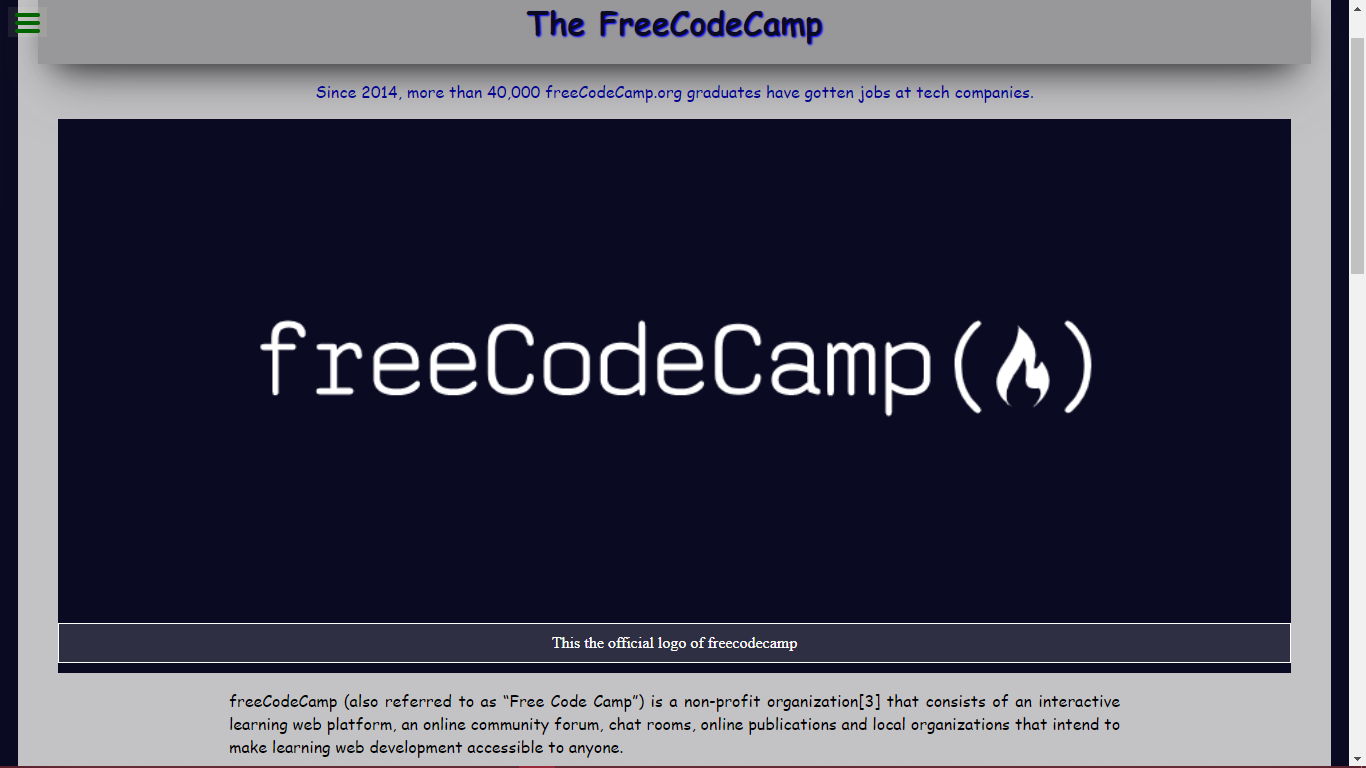 The FreeCodeCamp
Since 2014, more than 40,000 freeCodeCamp.org graduates have gotten jobs at tech companies.
freeCodeCamp(🔥)
This the official logo of freecodecamp
freeCodeCamp (also referred to as “Free Code Camp”) is a non-profit organization[3] that consists of an interactive
learning web platform, an online community forum, chat rooms, online publications and local organizations that intend to
make learning web development accessible to anyone.